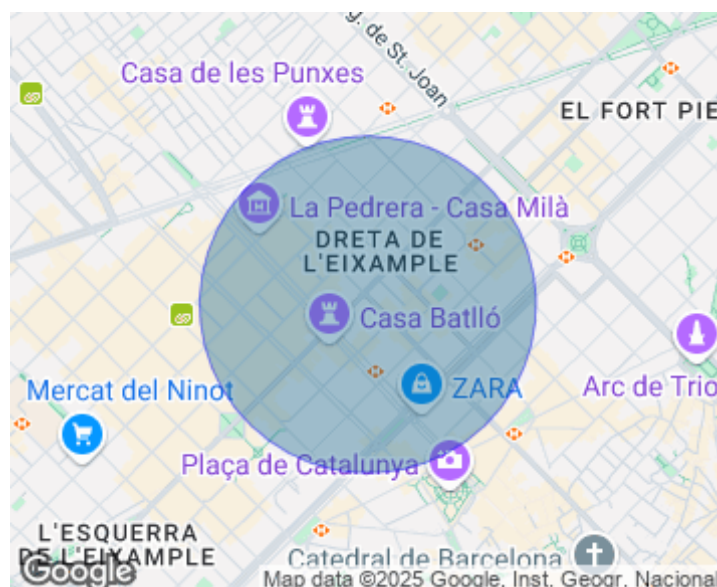 g. de St. Joan
Casa de les Punxes
EL FORT PIE
La Pedrera - Casa Milà
DRETA DE
L'EIXAMPLE
Casa Batlló
ZARA
Arc de Trio
Mercat del Ninot
Plaça de Catalunya
L'ESQUERRA
DE L'EIXAMPLE
Catedral de Barcelona
Google
Map data ©2025 Google, Inst. Geogr. Nacional